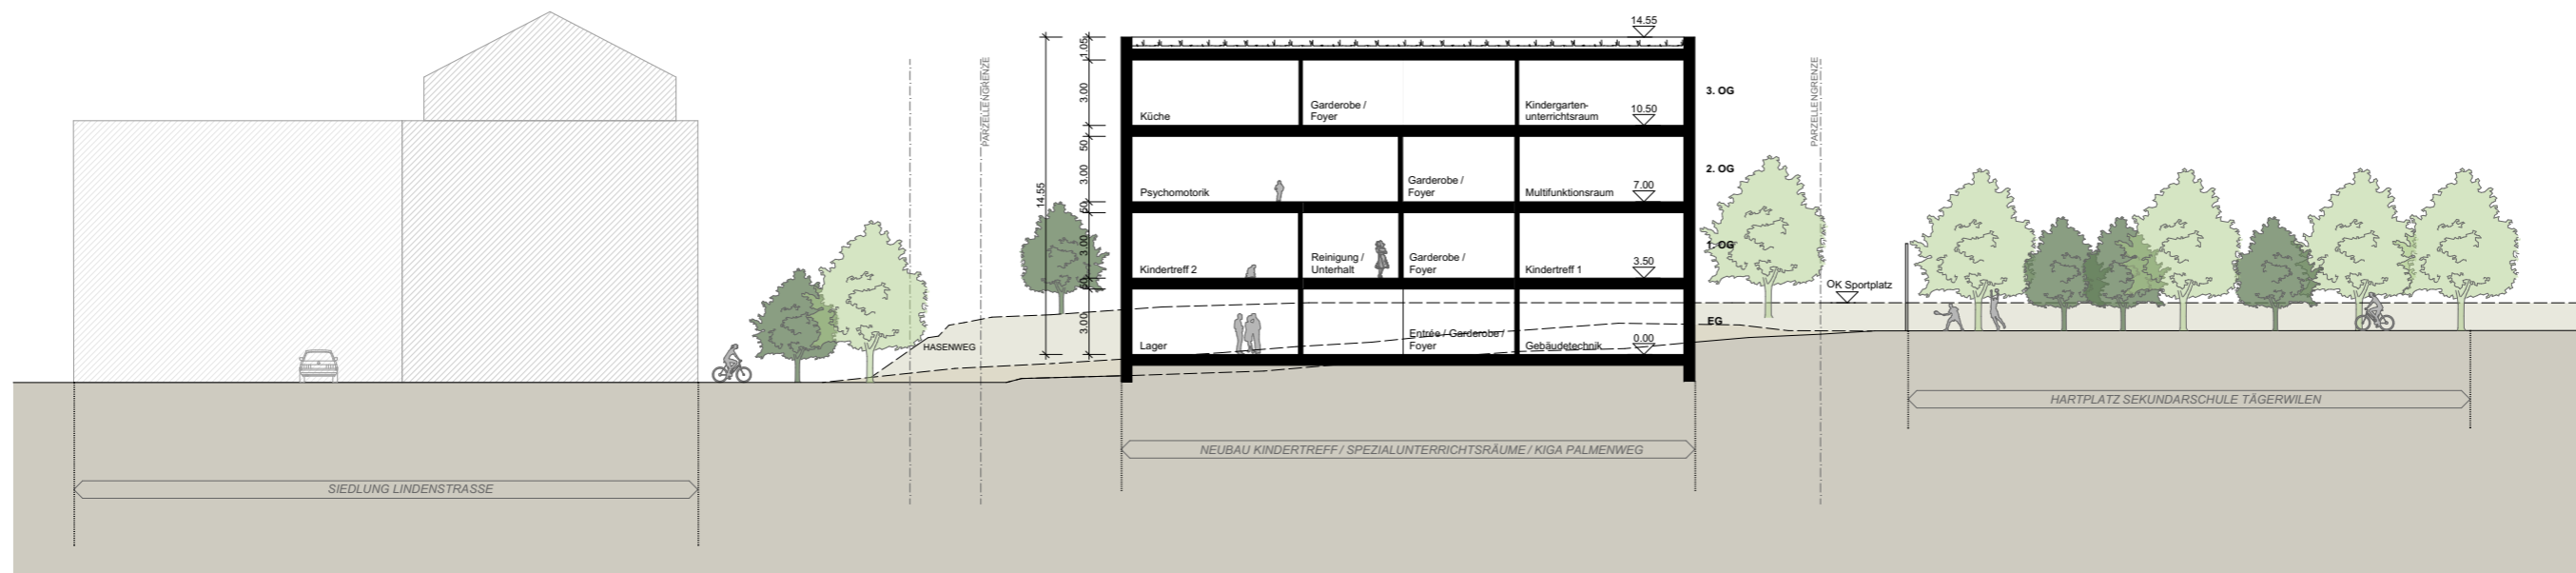 14.55
1.05
3.00
50
3.00
50
3.00
50
3.00
14.55
PARZELLENGRENZE
PARZELLENGRENZE
Küche
Garderobe /
Foyer
Kindergarten-
unterrichtsraum
10.50
3. OG
Psychomotorik
Garderobe /
Foyer
Multifunktionsraum
7.00
2. OG
Kindertreff 2
Reinigung /
Unterhalt
Garderobe /
Foyer
Kindertreff 1
3.50
1. OG
OK Sportplatz
Lager
Entrée / Garderobe /
Foyer
Gebäudetechnik
0.00
EG
HASENWEG
HARTPLATZ SEKUNDARSCHULE TÄGERWILEN
NEUBAU KINDERTREFF / SPEZIALUNTERRICHTSRÄUME / KIGA PALMENWEG
SIEDLUNG LINDENSTRASSE